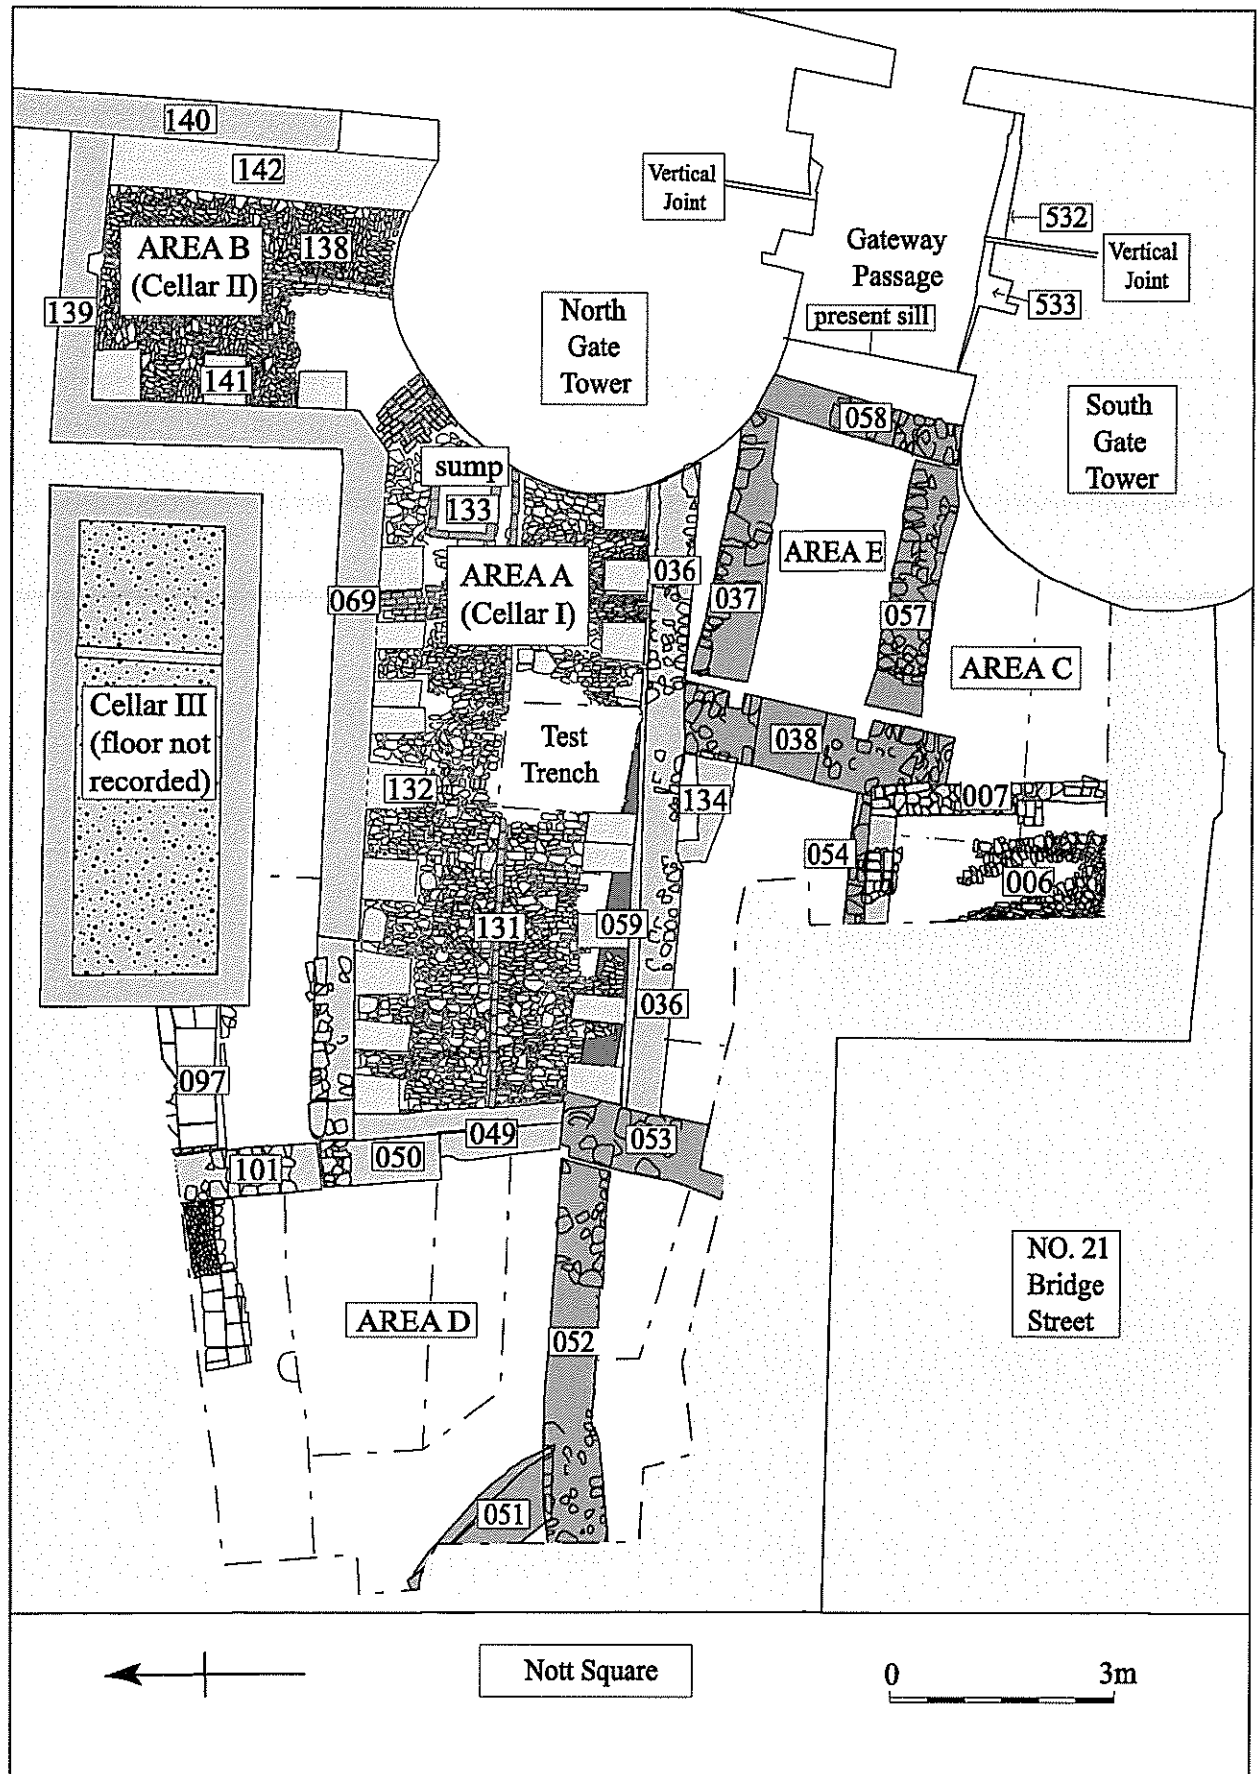 140
142
Vertical
Joint
532
AREA B
(Cellar II)
138
Gateway
Passage
Vertical
Joint
139
533
North
Gate
Tower
present sill
141
058
South
Gate
Tower
sump
133
AREA E
036
AREA A
(Cellar I)
069
037
057
AREA C
Cellar III
(floor not
recorded)
Test
Trench
038
132
134
007
054
006
131
059
036
097
049
053
101
050
NO. 21
Bridge
Street
AREA D
052
051
Nott Square
0 3m